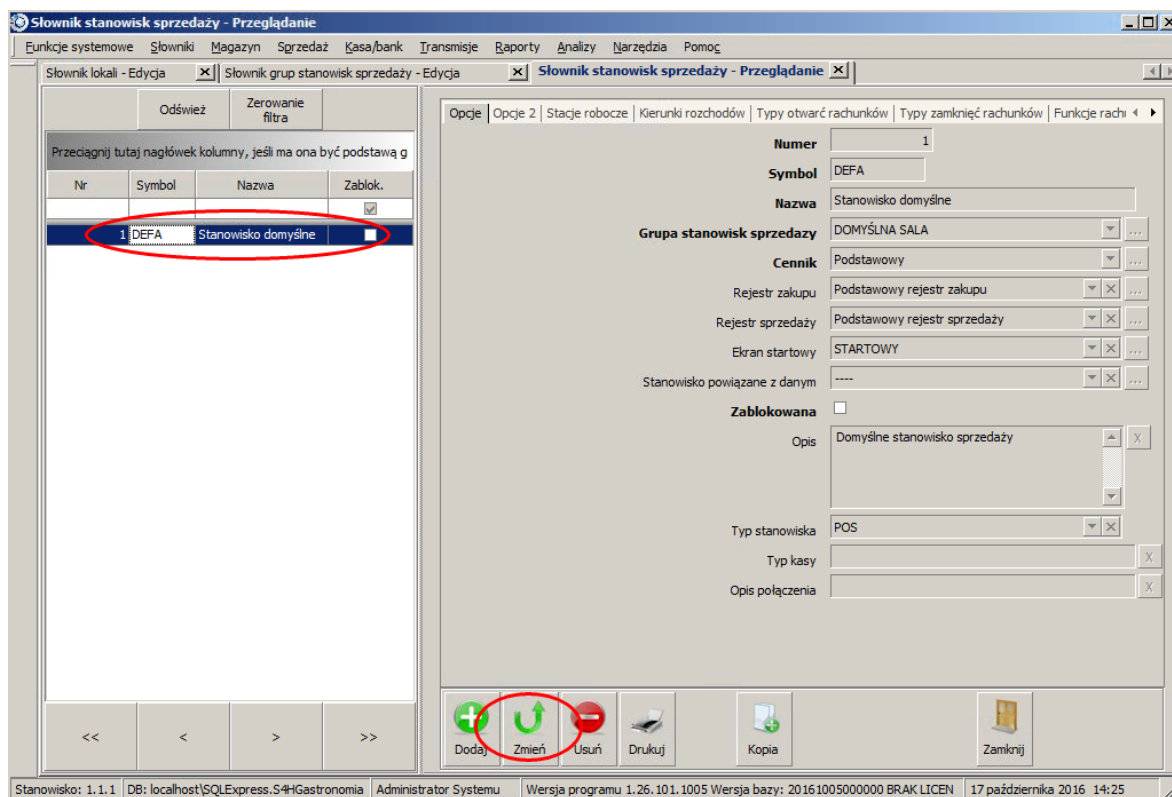 Słownik stanowisk sprzedaży - Przeglądanie
Funkcje systemowe Słowniki Magazyn Sprzedaż Kasa/bank Transmisje Raporty Analizy Narzędzia Pomoc
Słownik lokali - Edycja Słownik grup stanowisk sprzedaży - Edycja Słownik stanowisk sprzedaży - Przeglądanie
Odśwież Zerowanie filtra
Przeciągnij tutaj nagłówek kolumny, jeśli ma ona być podstawą g
Nr Symbol Nazwa Zablok.
1 DEFA Stanowisko domyślne
<< < > >>
Opcje Opcje 2 Stacje robocze Kierunki rozchodów Typy otwarć rachunków Typy zamknięć rachunków Funkcje rach
Numer 1
Symbol DEFA
Nazwa Stanowisko domyślne
Grupa stanowisk sprzedazy DOMYŚLNA SALA ...
Cennik Podstawowy ...
Rejestr zakupu Podstawowy rejestr zakupu ...
Rejestr sprzedaży Podstawowy rejestr sprzedaży ...
Ekran startowy STARTOWY ...
Stanowisko powiązane z danym ---- ...
Zablokowana
Opis Domyślne stanowisko sprzedaży X
Typ stanowiska POS
Typ kasy X
Opis połączenia X
Dodaj Zmień Usuń Drukuj Kopia Zamknij
Stanowisko: 1.1.1 DB: localhost\SQLExpress.S4HGastronomia Administrator Systemu Wersja programu 1.26.101.1005 Wersja bazy: 20161005000000 BRAK LICEN 17 października 2016 14:25